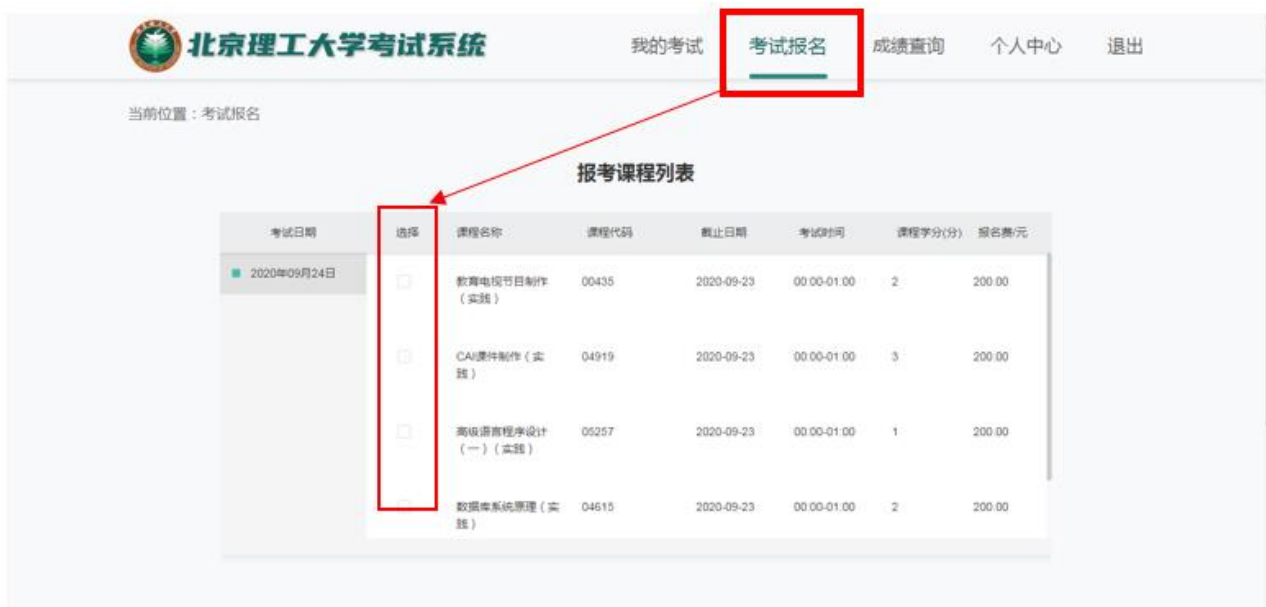 北京理工大学考试系统
我的考试 考试报名 成绩查询 个人中心 退出
当前位置：考试报名
报考课程列表
考试日期 选择 课程名称 课程代码 截止日期 考试时间 课程学分(分) 报名费/元
2020年09月24日
教育电视节目制作 00435 2020-09-23 00:00-01:00 2 200.00
（实践）
CAI课件制作（实 04919 2020-09-23 00:00-01:00 3 200.00
践）
高级语言程序设计 05257 2020-09-23 00:00-01:00 1 200.00
（一）（实践）
数据库系统原理（实 04615 2020-09-23 00:00-01:00 2 200.00
践）